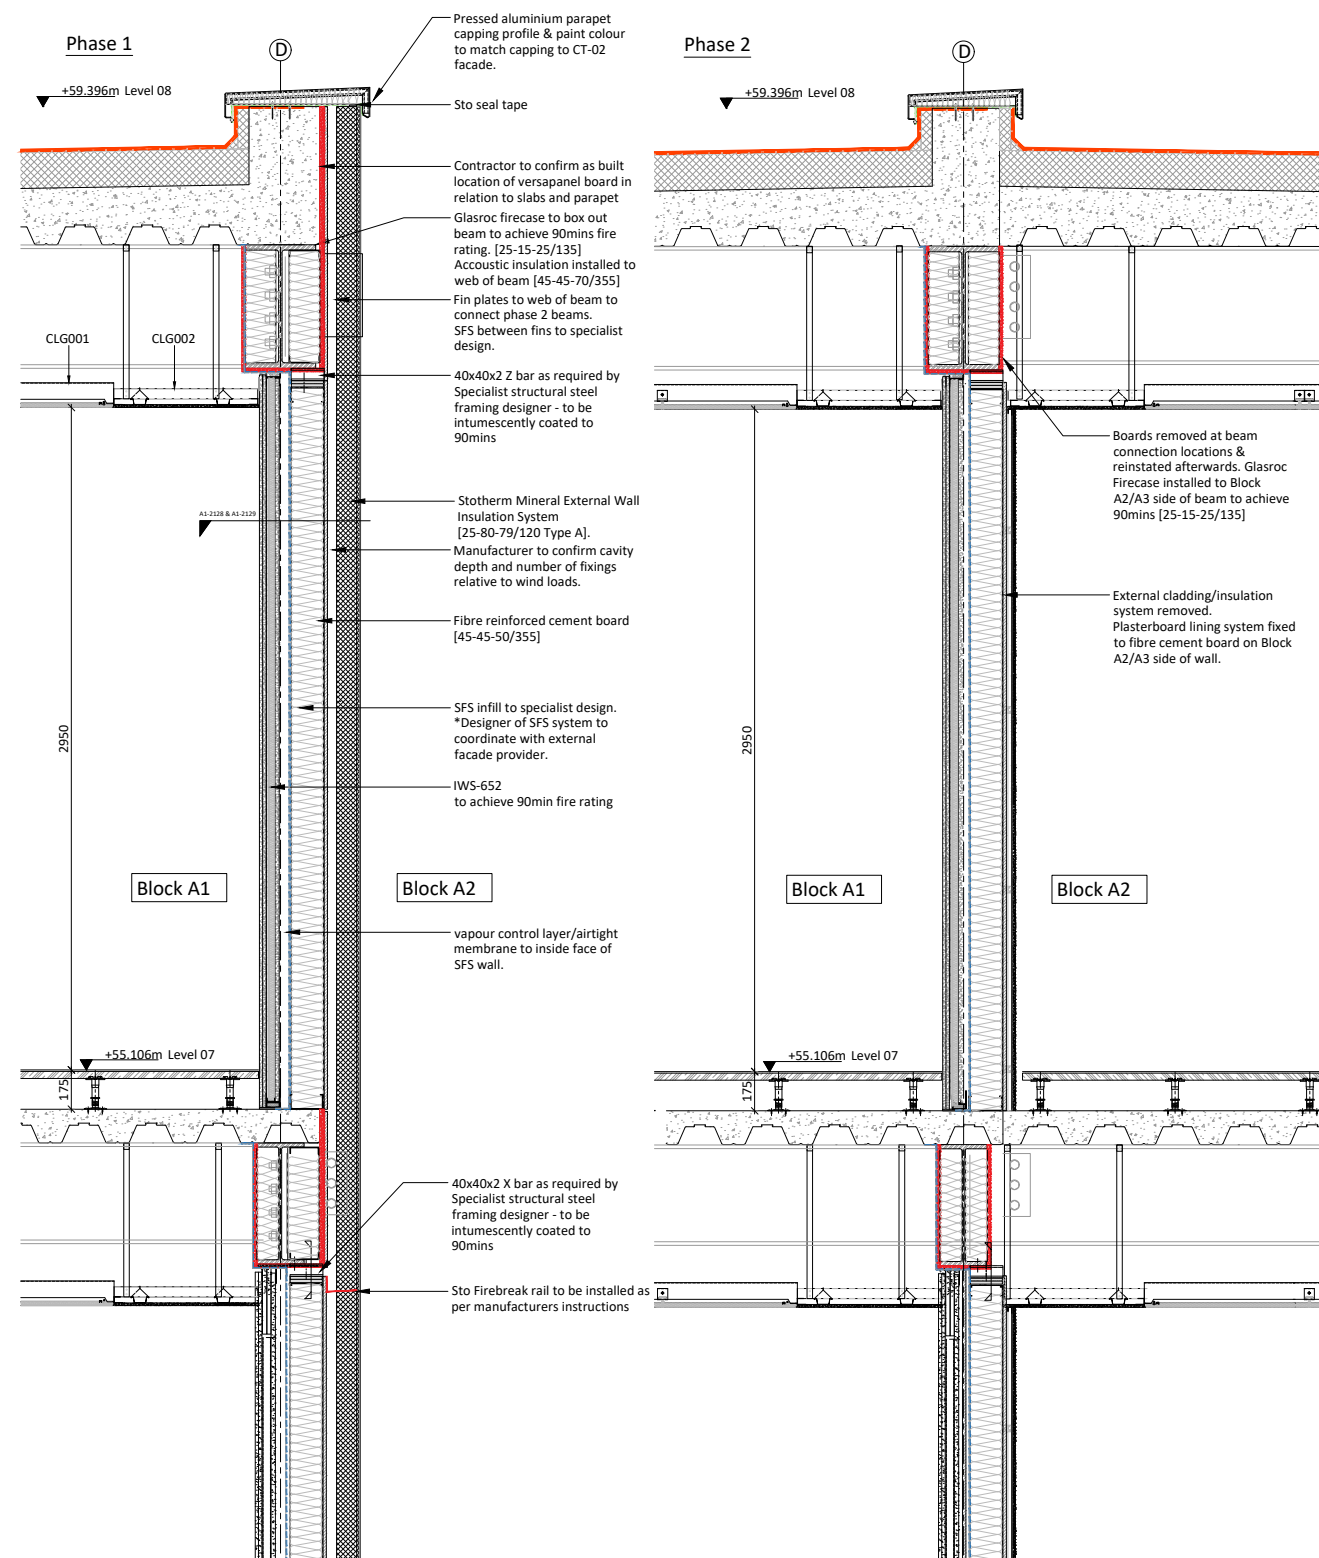 Phase 1
D
+59.396m Level 08
Pressed aluminium parapet
capping profile & paint colour
to match capping to CT-02
facade.
Sto seal tape
Contractor to confirm as built
location of versapanel board in
relation to slabs and parapet
Glasroc firecase to box out
beam to achieve 90mins fire
rating. [25-15-25/135]
Accoustic insulation installed to
web of beam [45-45-70/355]
Fin plates to web of beam to
connect phase 2 beams.
SFS between fins to specialist
design.
CLG001
CLG002
40x40x2 Z bar as required by
Specialist structural steel
framing designer - to be
intumescently coated to
90mins
A1-2128 & A1-2129
Stotherm Mineral External Wall
Insulation System
[25-80-79/120 Type A].
Manufacturer to confirm cavity
depth and number of fixings
relative to wind loads.
Fibre reinforced cement board
[45-45-50/355]
SFS infill to specialist design.
*Designer of SFS system to
coordinate with external
facade provider.
2950
IWS-652
to achieve 90min fire rating
Block A1
Block A2
vapour control layer/airtight
membrane to inside face of
SFS wall.
+55.106m Level 07
175
40x40x2 X bar as required by
Specialist structural steel
framing designer - to be
intumescently coated to
90mins
Sto Firebreak rail to be installed as
per manufacturers instructions
Phase 2
D
+59.396m Level 08
Boards removed at beam
connection locations &
reinstated afterwards. Glasroc
Firecase installed to Block
A2/A3 side of beam to achieve
90mins [25-15-25/135]
External cladding/insulation
system removed.
Plasterboard lining system fixed
to fibre cement board on Block
A2/A3 side of wall.
2950
Block A1
Block A2
+55.106m Level 07
175